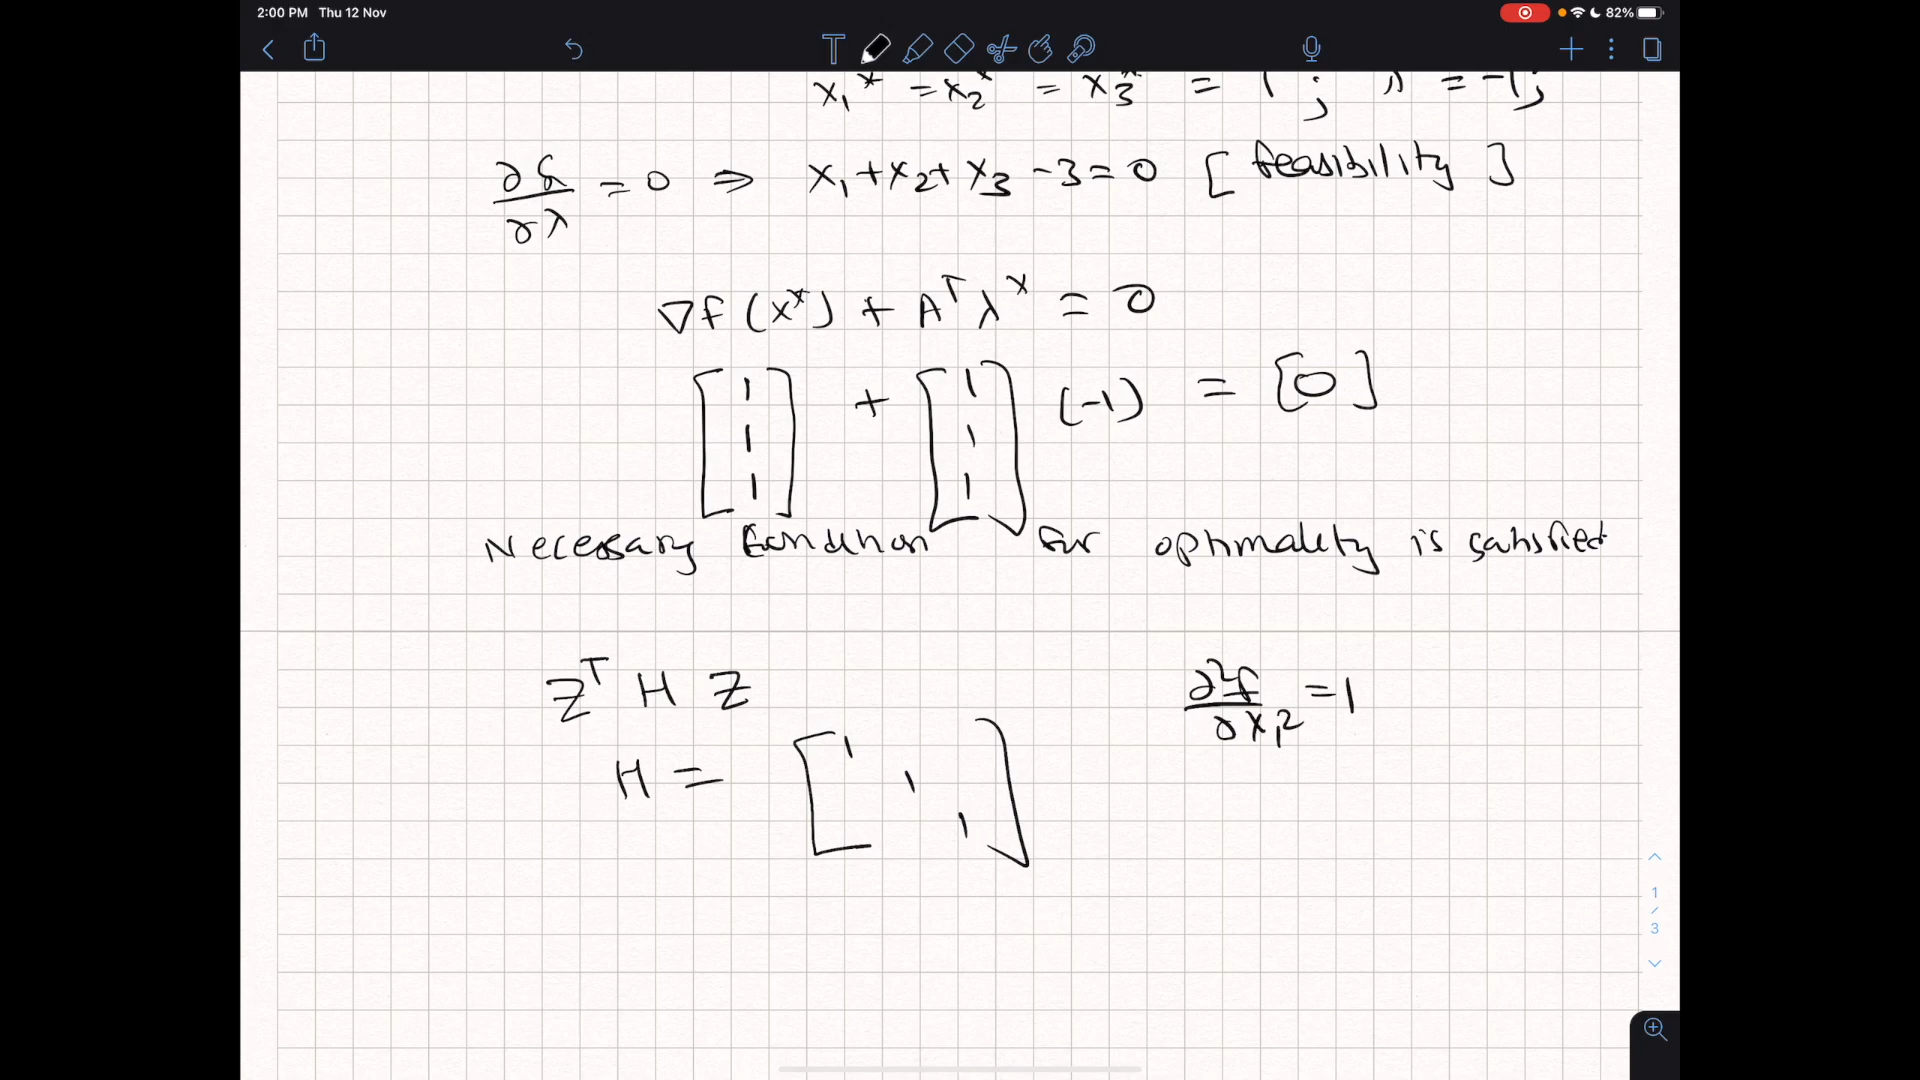 2:00 PM Thu 12 Nov
82%
x₁* = x₂* = x₃* = 1 ; λ = -1;
∂L/∂λ = 0 ⇒ x₁ + x₂ + x₃ - 3 = 0 [feasibility]
∇f(x*) + Aᵀλ* = 0
[1 1 1] + [1 1 1] (-1) = [0]
Necessary condition for optimality is satisfied
Zᵀ H Z
∂²f/∂x₁² = 1
H = [1 1 1]
1 / 3